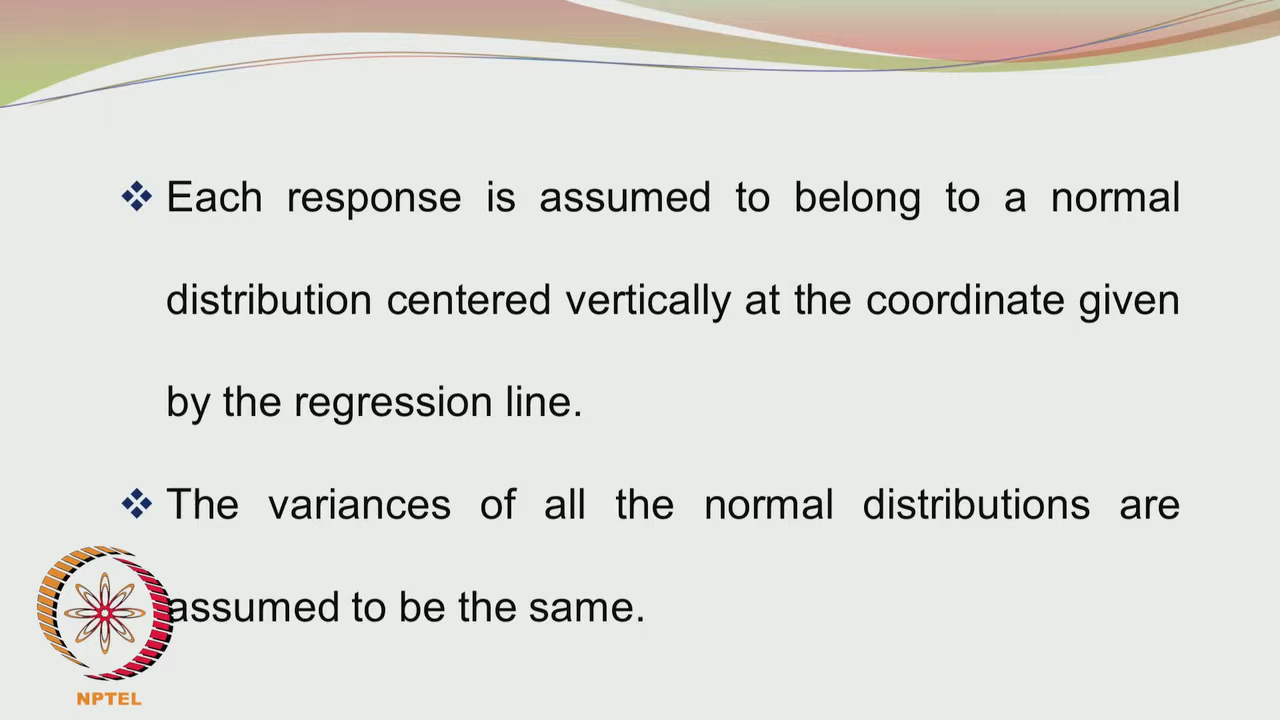 Each response is assumed to belong to a normal
distribution centered vertically at the coordinate given
by the regression line.
The variances of all the normal distributions are
assumed to be the same.
NPTEL